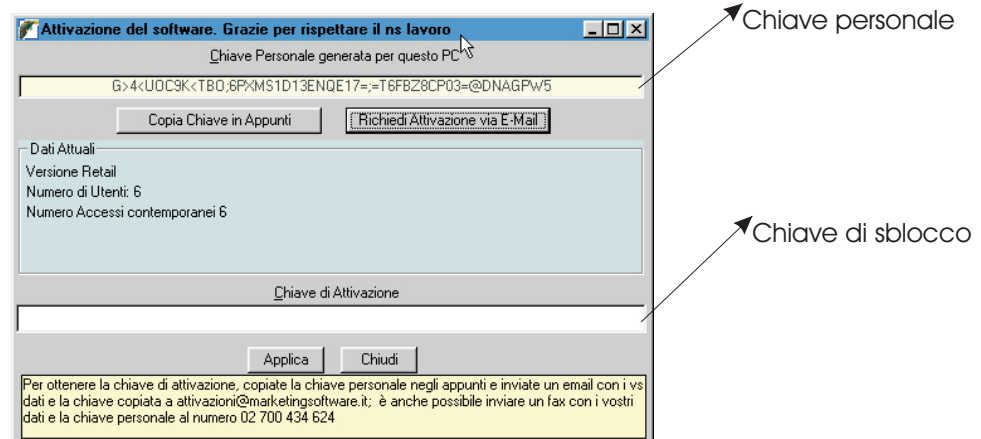 Attivazione del software. Grazie per rispettare il ns lavoro
Chiave personale
Chiave Personale generata per questo PC
G>4<UOC9K<TBO;6PXMS1D13ENQE17=;=T6FBZ8CP03=@DNAGPW5
Copia Chiave in Appunti
Richiedi Attivazione via E-Mail
Dati Attuali
Versione Retail
Numero di Utenti: 6
Numero Accessi contemporanei 6
Chiave di sblocco
Chiave di Attivazione
Applica
Chiudi
Per ottenere la chiave di attivazione, copiate la chiave personale negli appunti e inviate un email con i vs
dati e la chiave copiata a attivazioni@marketingsoftware.it; è anche possibile inviare un fax con i vostri
dati e la chiave personale al numero 02 700 434 624